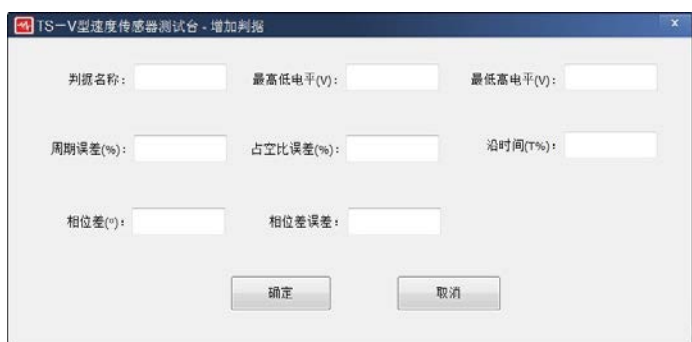 TS-V型速度传感器测试台 - 增加判据
判据名称： 最高低电平(V)： 最低高电平(V)：
周期误差(%)： 占空比误差(%)： 沿时间(T%)：
相位差(°)： 相位差误差：
确定 取消